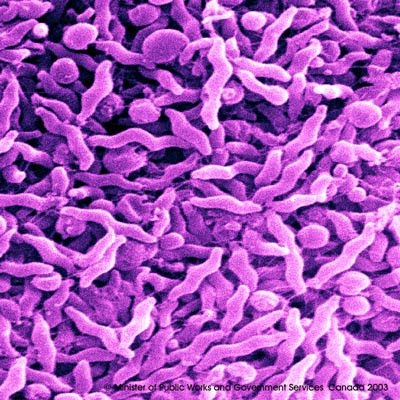 © Minister of Public Works and Government Services Canada 2003